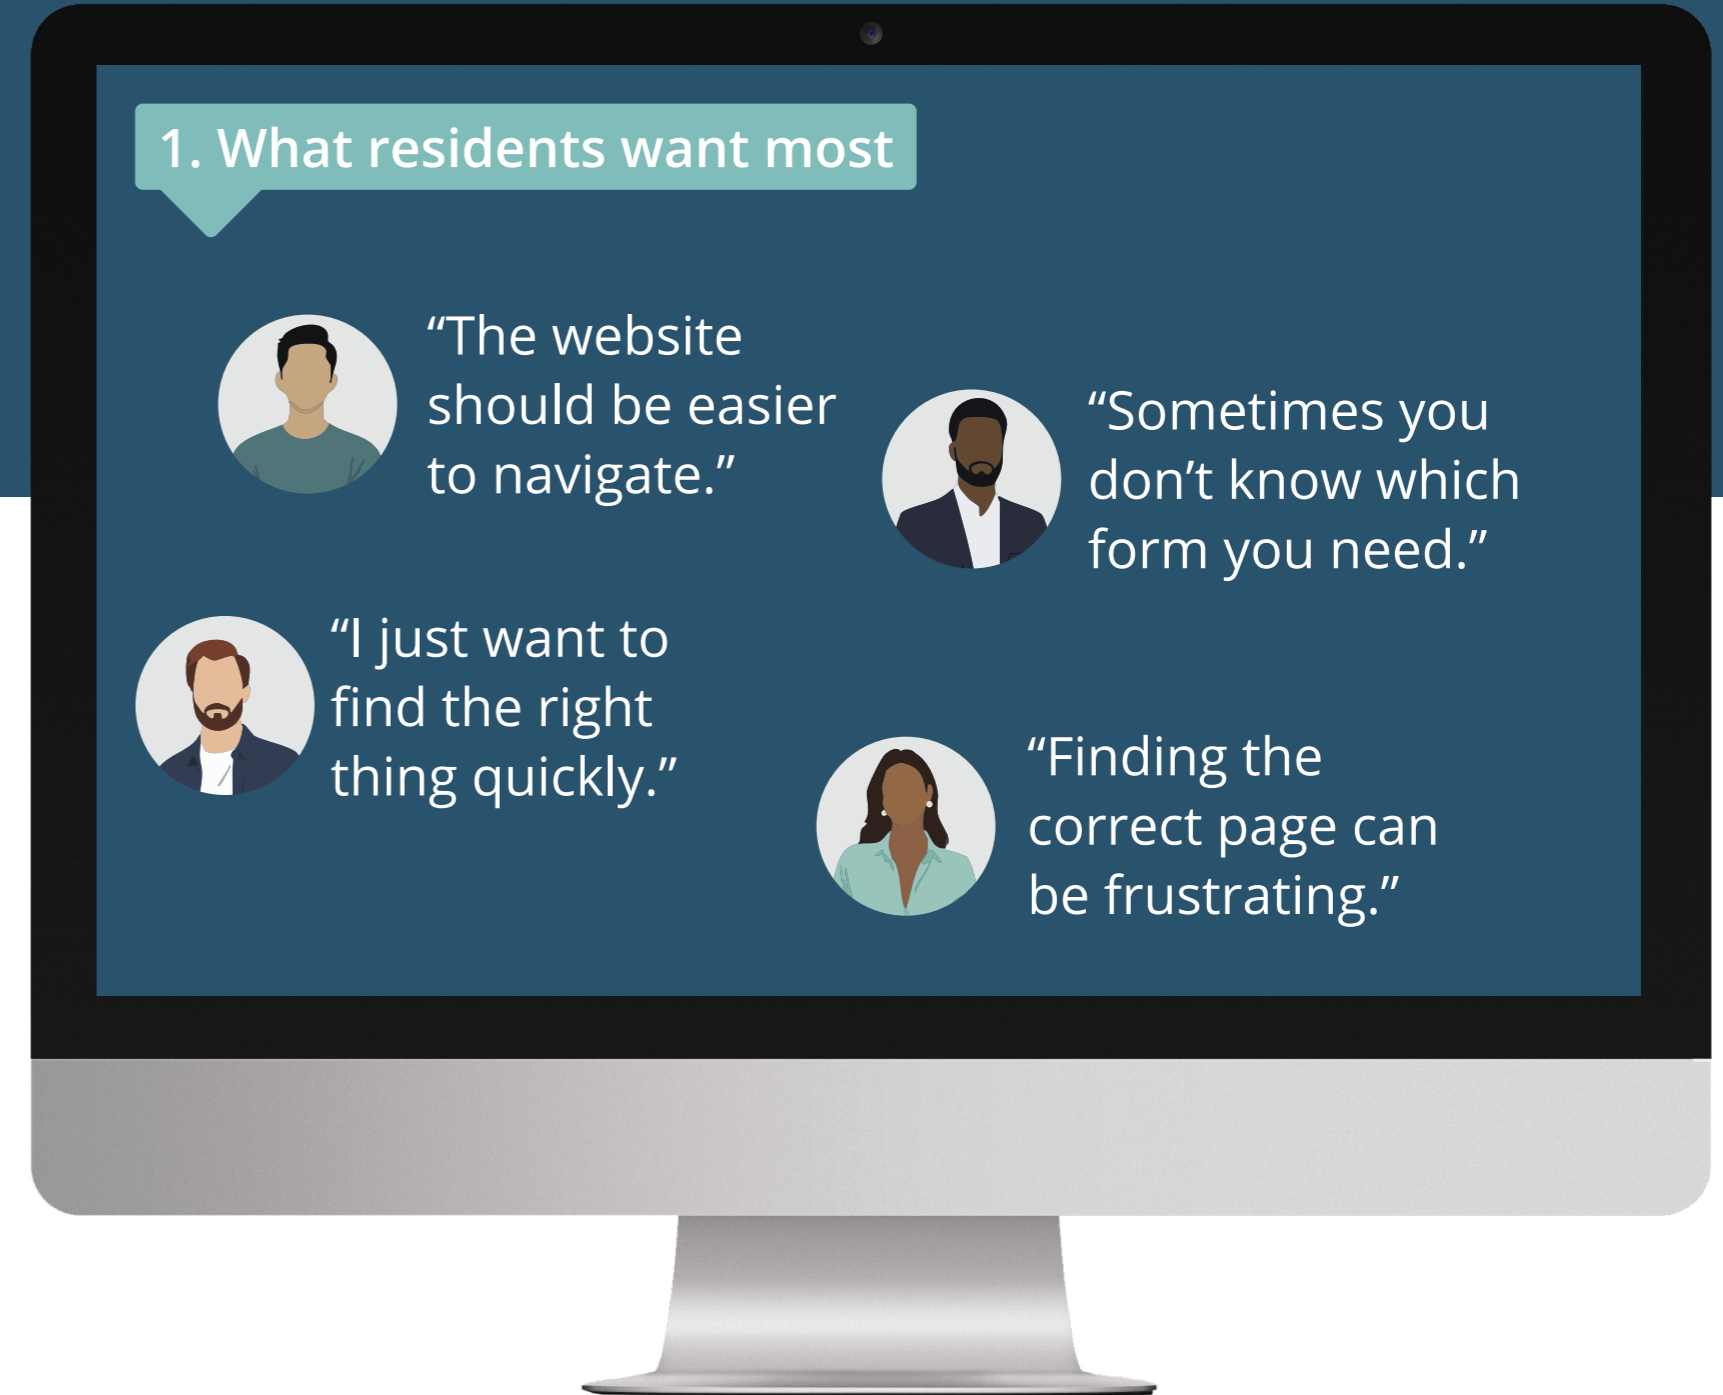 1. What residents want most
“The website
should be easier
to navigate.”
“Sometimes you
don’t know which
form you need.”
“I just want to
find the right
thing quickly.”
“Finding the
correct page can
be frustrating.”